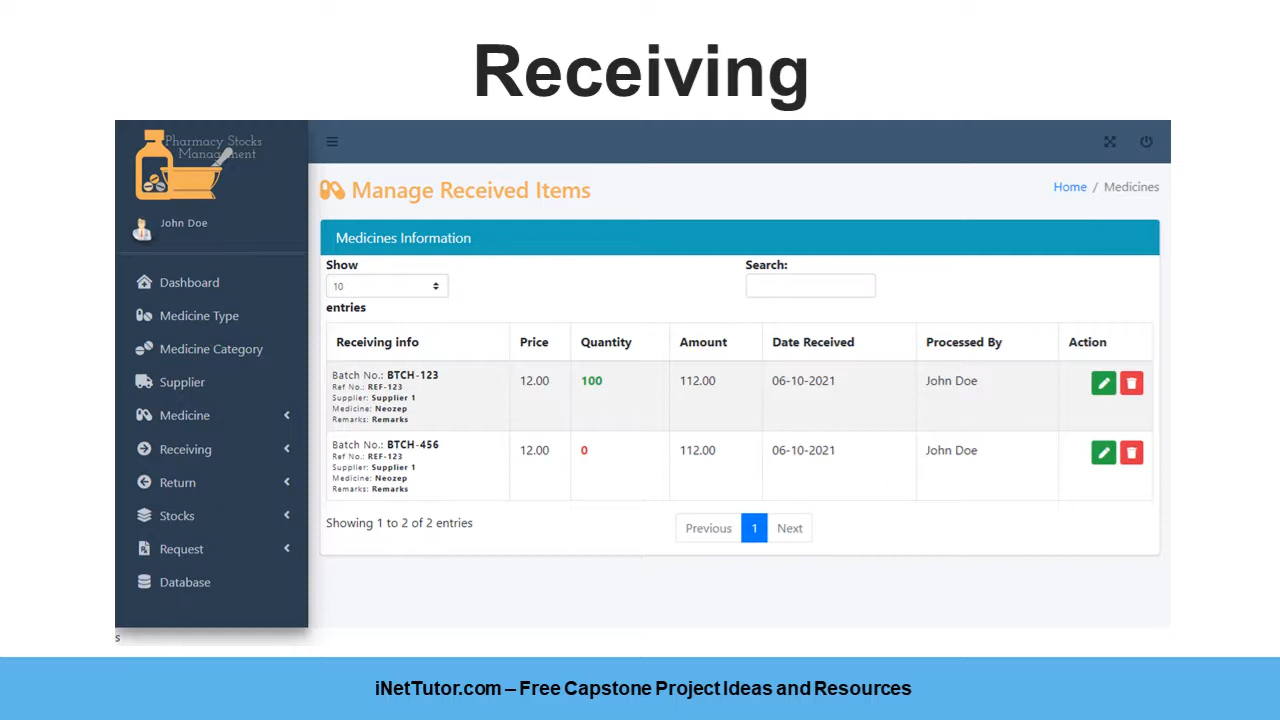 Receiving
Pharmacy Stocks
Management
John Doe
Dashboard
Medicine Type
Medicine Category
Supplier
Medicine
Receiving
Return
Stocks
Request
Database
s
Manage Received Items
Home / Medicines
Medicines Information
Show
10
entries
Search:
Receiving info Price Quantity Amount Date Received Processed By Action
Batch No.: BTCH-123 12.00 100 112.00 06-10-2021 John Doe
Ref No.: REF-123
Supplier: Supplier 1
Medicine: Neozep
Remarks: Remarks
Batch No.: BTCH-456 12.00 0 112.00 06-10-2021 John Doe
Ref No.: REF-123
Supplier: Supplier 1
Medicine: Neozep
Remarks: Remarks
Showing 1 to 2 of 2 entries
Previous 1 Next
iNetTutor.com – Free Capstone Project Ideas and Resources